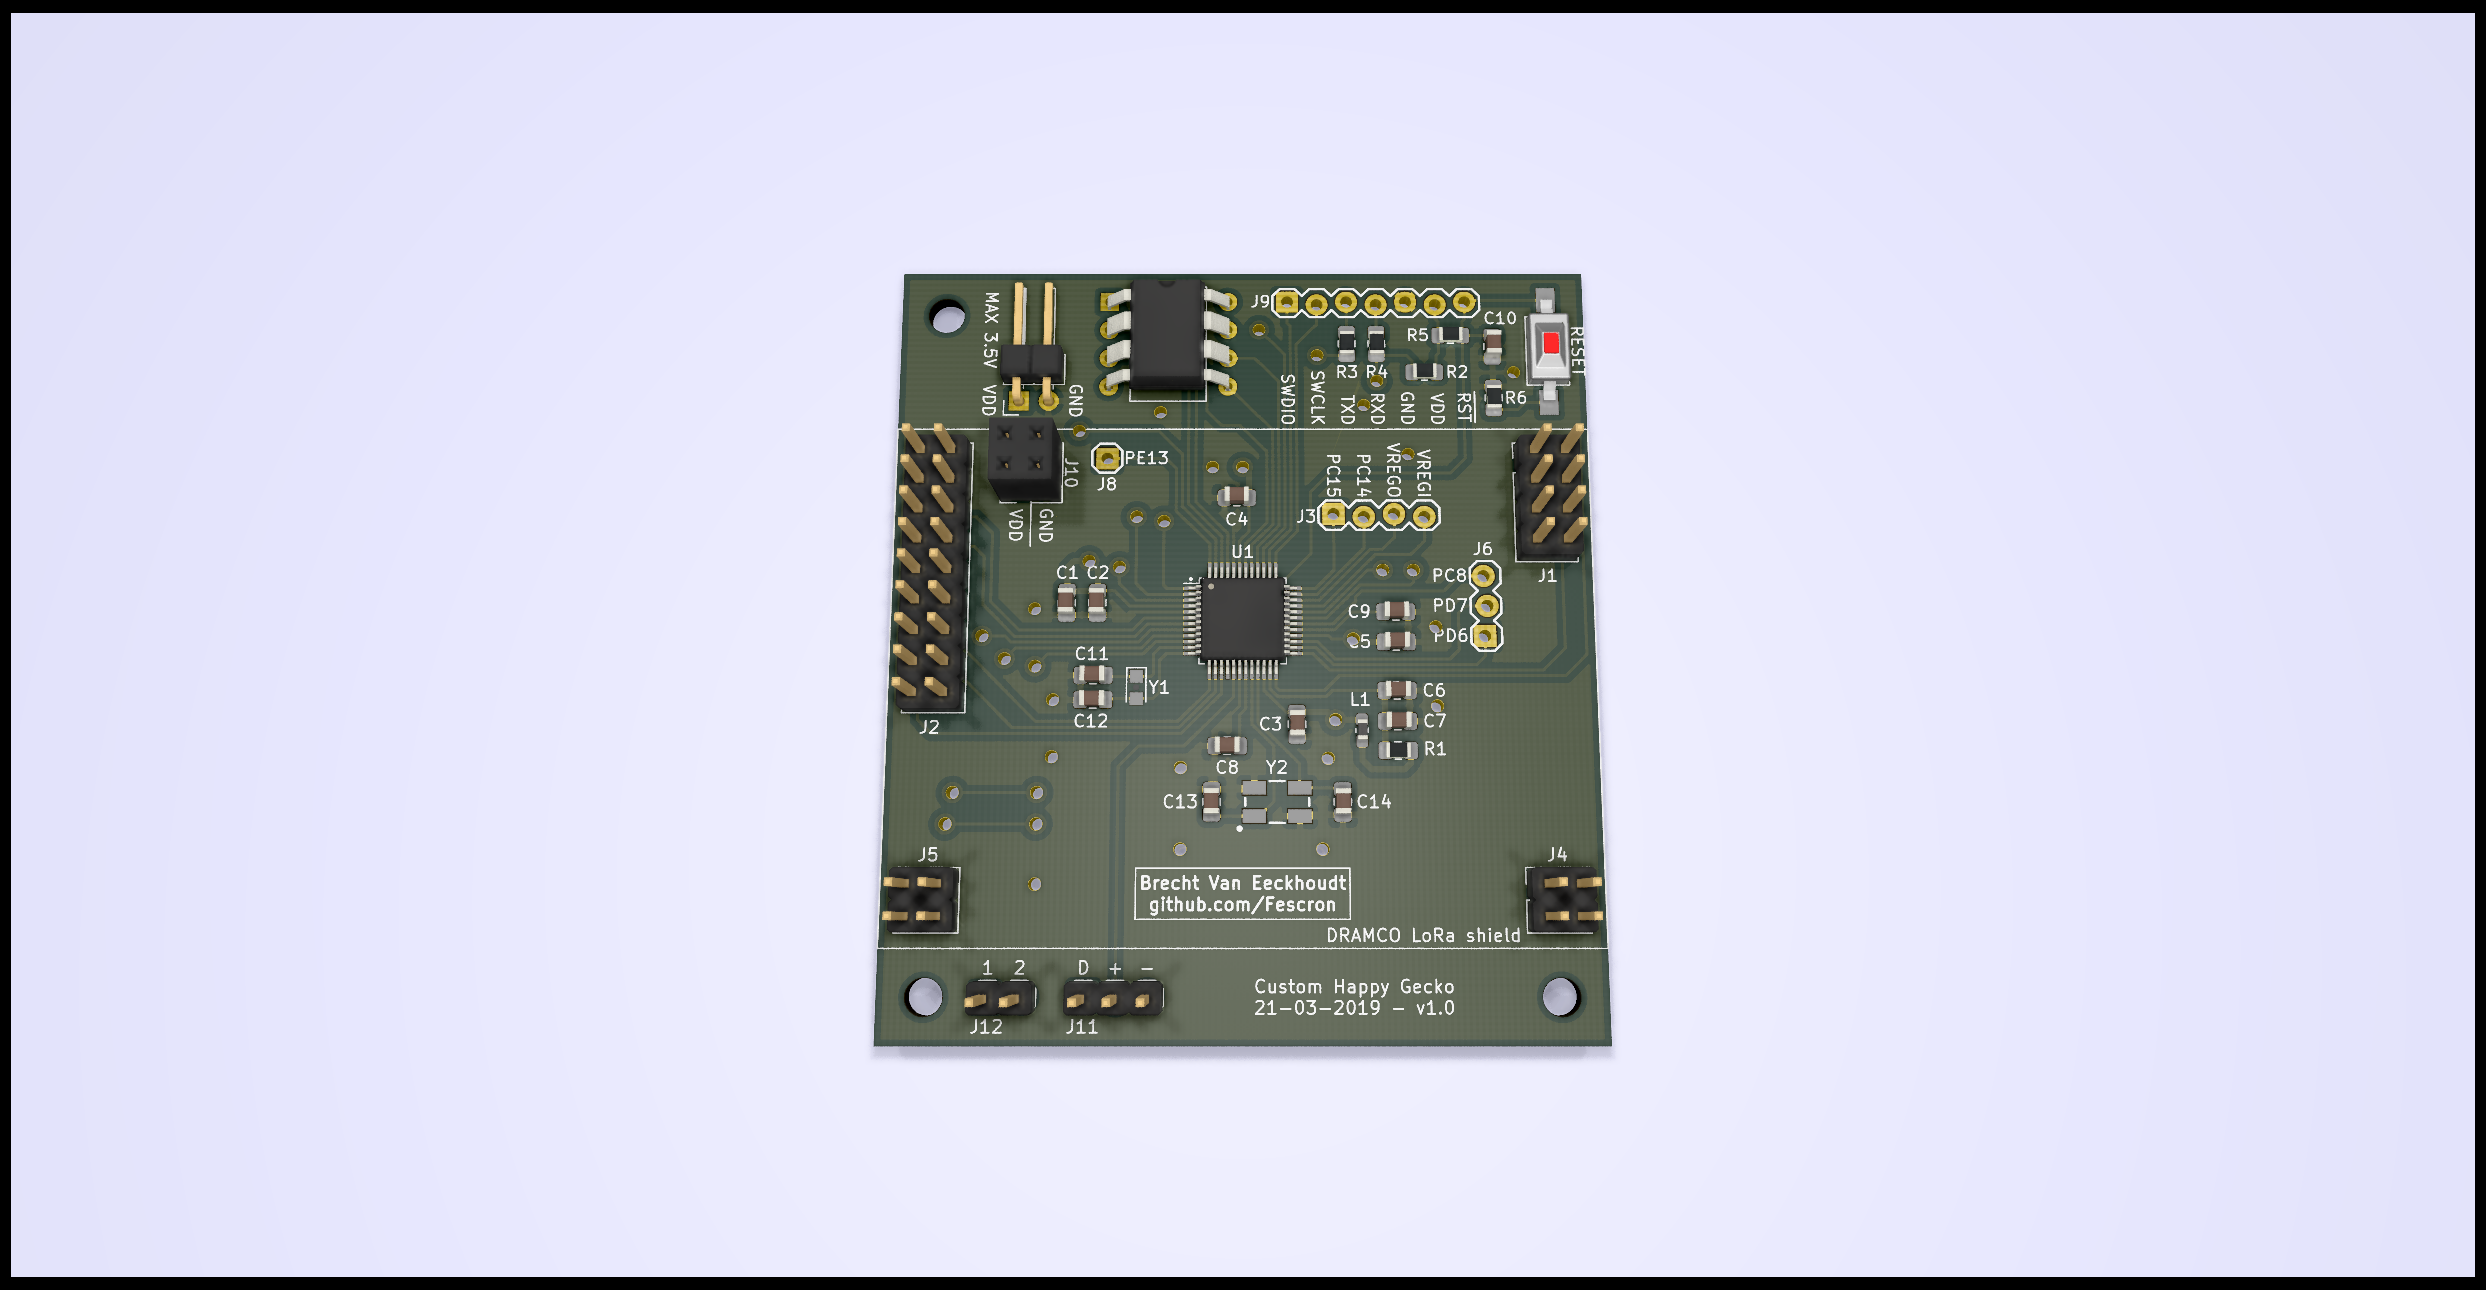 MAX 3.5V
VDD
GND
J9
SWDIO
SWCLK
TXD
RXD
GND
VDD
RST
R3
R4
R5
R2
C10
R6
RESET
J10
VDD
GND
PE13
J8
C4
PC15
PC14
VREGO
VREGI
J3
J1
J6
PC8
PD7
PD6
U1
C1
C2
C9
C5
C11
C12
Y1
J2
L1
C6
C7
R1
C3
C8
Y2
C13
C14
J5
J4
Brecht Van Eeckhoudt
github.com/Fescron
DRAMCO LoRa shield
1 2
D + −
J12
J11
Custom Happy Gecko
21-03-2019 - v1.0